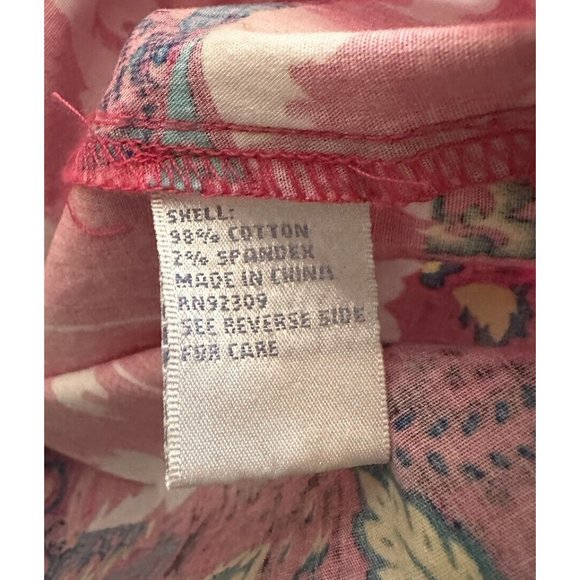 SHELL:
98% COTTON
2% SPANDEX
MADE IN CHINA
RN92309
SEE REVERSE SIDE
FOR CARE